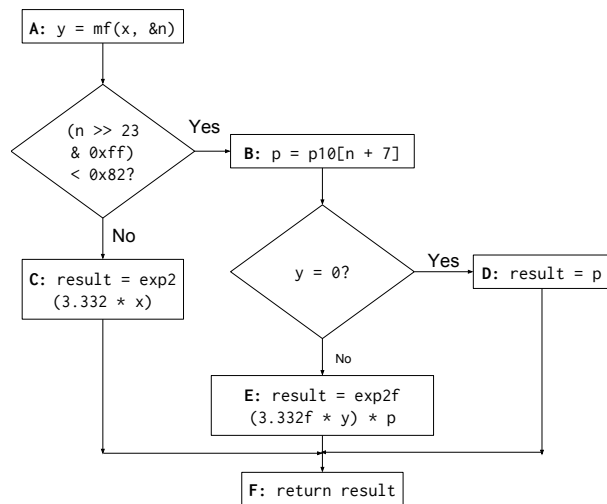 A: y = mf(x, &n)
(n >> 23
& 0xff)
< 0x82?
Yes
B: p = p10[n + 7]
No
C: result = exp2
(3.332 * x)
y = 0?
Yes
D: result = p
No
E: result = exp2f
(3.332f * y) * p
F: return result